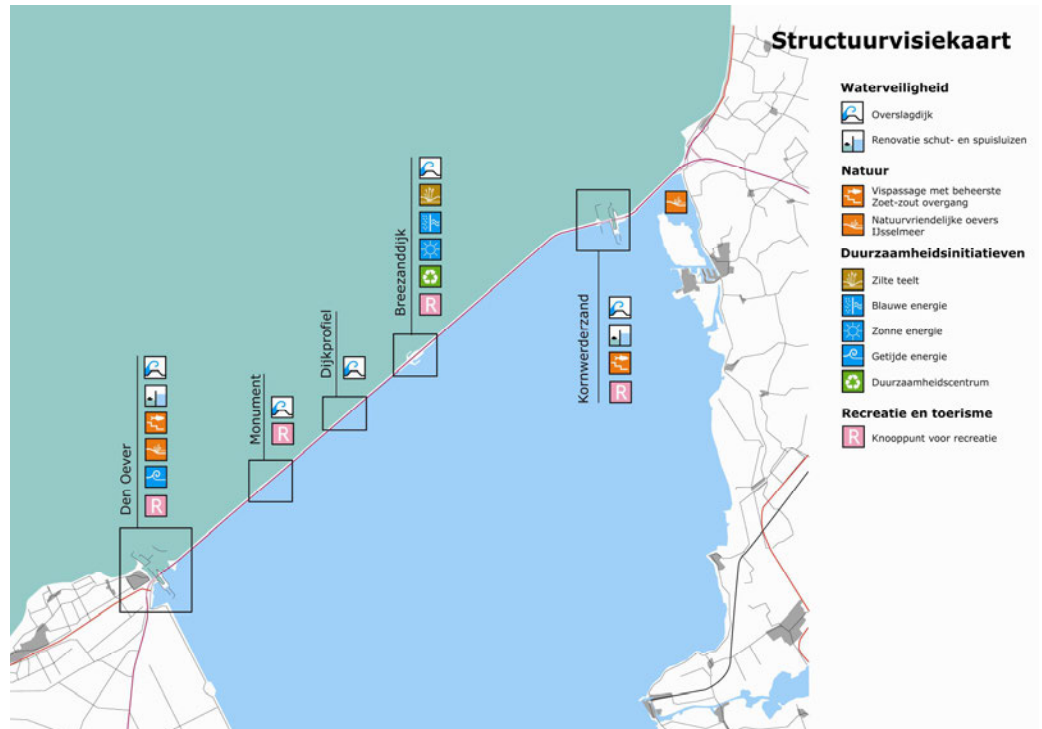 Structuurvisiekaart
Waterveiligheid
Overslagdijk
Renovatie schut- en spuisluizen
Natuur
Vispassage met beheerste
Zoet-zout overgang
Natuurvriendelijke oevers
IJsselmeer
Duurzaamheidsinitiatieven
Zilte teelt
Blauwe energie
Zonne energie
Getijde energie
Duurzaamheidscentrum
Recreatie en toerisme
R
Knooppunt voor recreatie
Den Oever
R
Monument
R
Dijkprofiel
Breezanddijk
R
Kornwerderzand
R